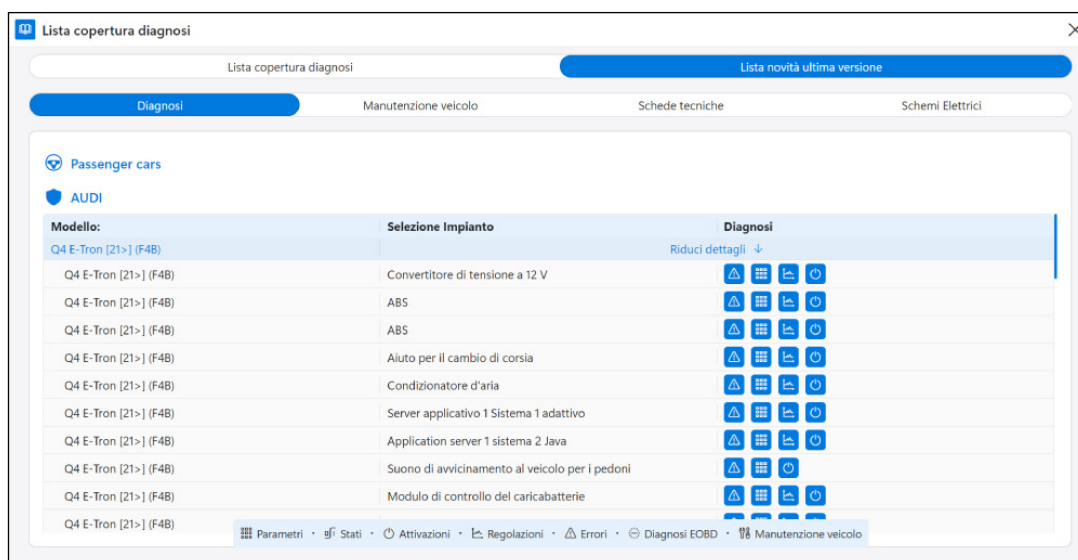 Lista copertura diagnosi
Lista copertura diagnosi Lista novità ultima versione
Diagnosi Manutenzione veicolo Schede tecniche Schemi Elettrici
Passenger cars
AUDI
Modello: Selezione Impianto Diagnosi
Q4 E-Tron [21>] (F4B) Riduci dettagli ↓
Q4 E-Tron [21>] (F4B) Convertitore di tensione a 12 V
Q4 E-Tron [21>] (F4B) ABS
Q4 E-Tron [21>] (F4B) ABS
Q4 E-Tron [21>] (F4B) Aiuto per il cambio di corsia
Q4 E-Tron [21>] (F4B) Condizionatore d'aria
Q4 E-Tron [21>] (F4B) Server applicativo 1 Sistema 1 adattivo
Q4 E-Tron [21>] (F4B) Application server 1 sistema 2 Java
Q4 E-Tron [21>] (F4B) Suono di avvicinamento al veicolo per i pedoni
Q4 E-Tron [21>] (F4B) Modulo di controllo del caricabatterie
Q4 E-Tron [21>] (F4B)
Parametri · Stati · Attivazioni · Regolazioni · Errori · Diagnosi EOBD · Manutenzione veicolo